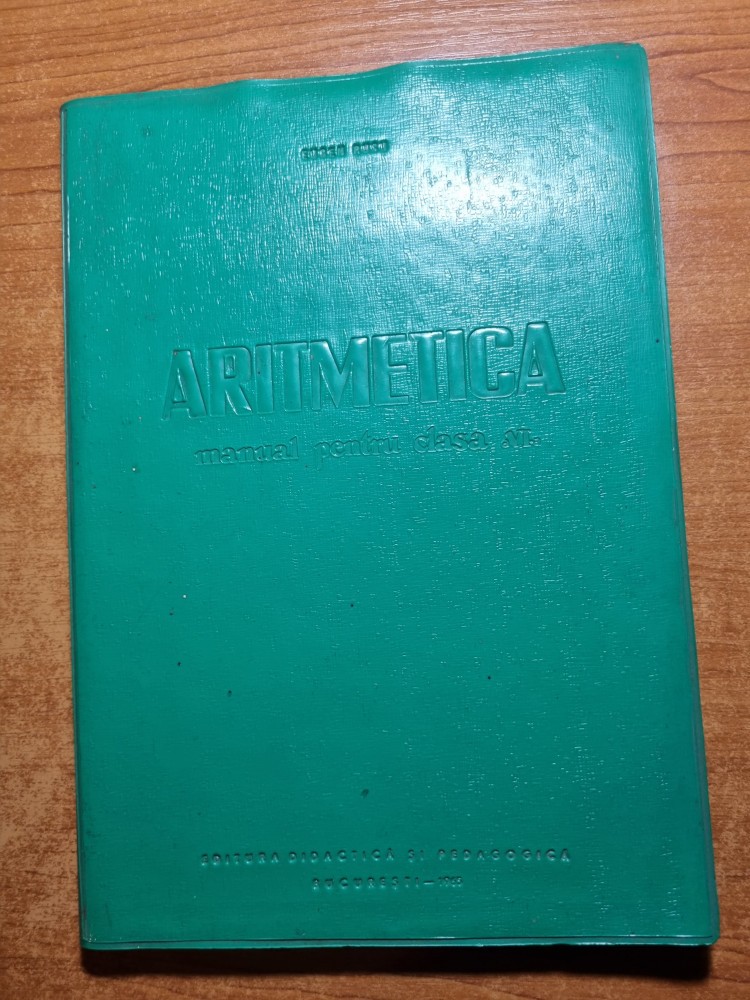 ARITMETICA
manual pentru clasa
EDITURA DIDACTICĂ ȘI PEDAGOGICĂ
BUCUREȘTI —